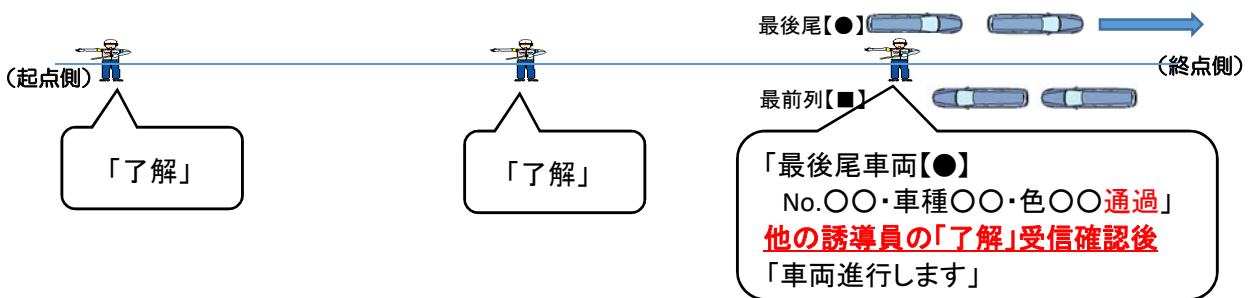 最後尾【●】
（起点側）
（終点側）
最前列【■】
「了解」
「了解」
「最後尾車両【●】
No.〇〇・車種〇〇・色〇〇通過」
他の誘導員の「了解」受信確認後
「車両進行します」